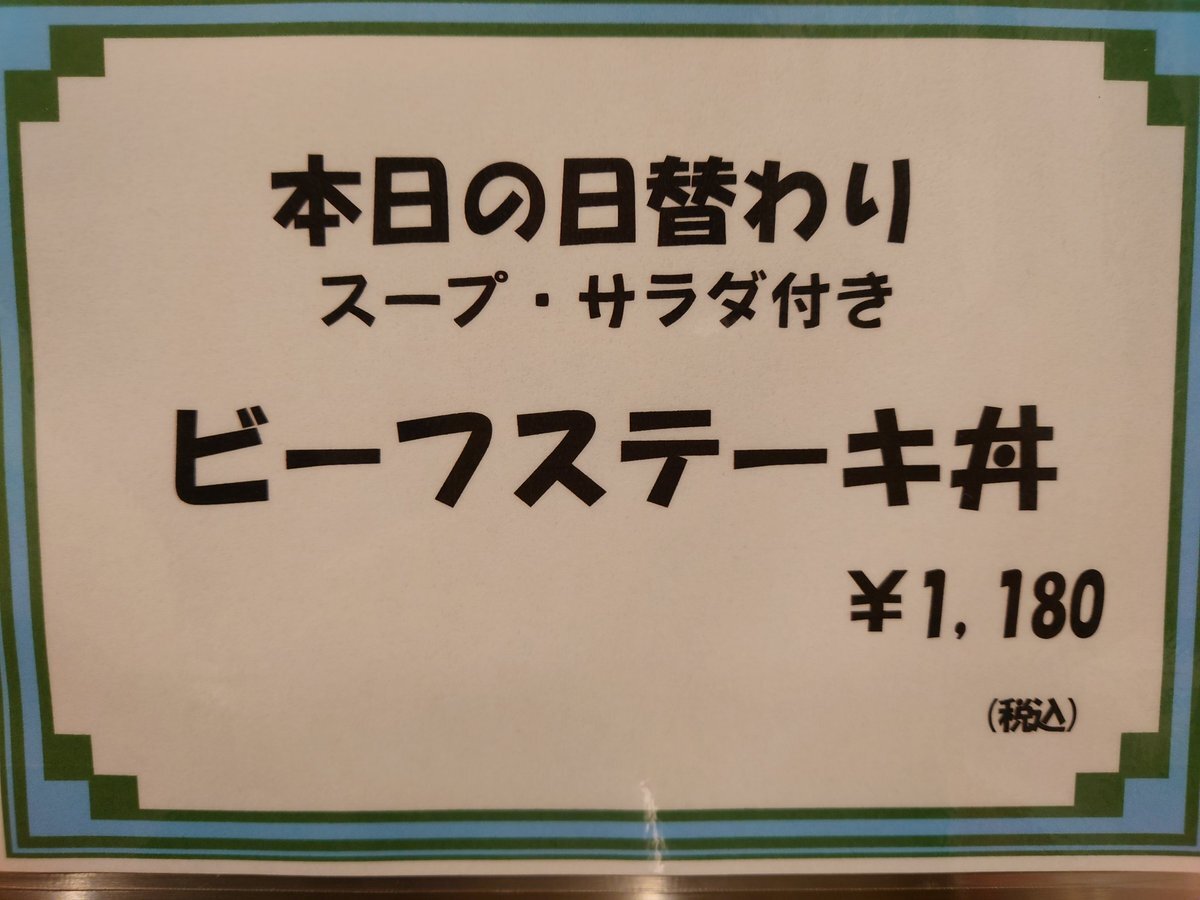 本日の日替わり
スープ・サラダ付き
ビーフステーキ丼
￥1,180
(税込)